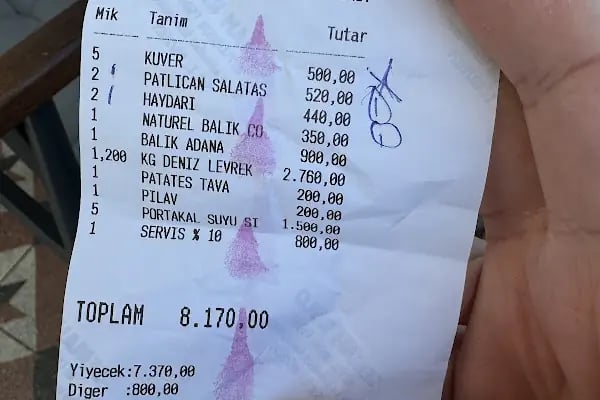 Mik Tanim Tutar
5 KUVER 500,00
2 PATLICAN SALATAS 520,00
2 HAYDARI 440,00
1 NATUREL BALIK CO 350,00
1 BALIK ADANA 900,00
1,200 KG DENIZ LEVREK 2.760,00
1 PATATES TAVA 200,00
1 PILAV 200,00
5 PORTAKAL SUYU SI 1.500,00
1 SERVIS % 10 800,00
TOPLAM 8.170,00
Yiyecek:7.370,00
Diger :800,00